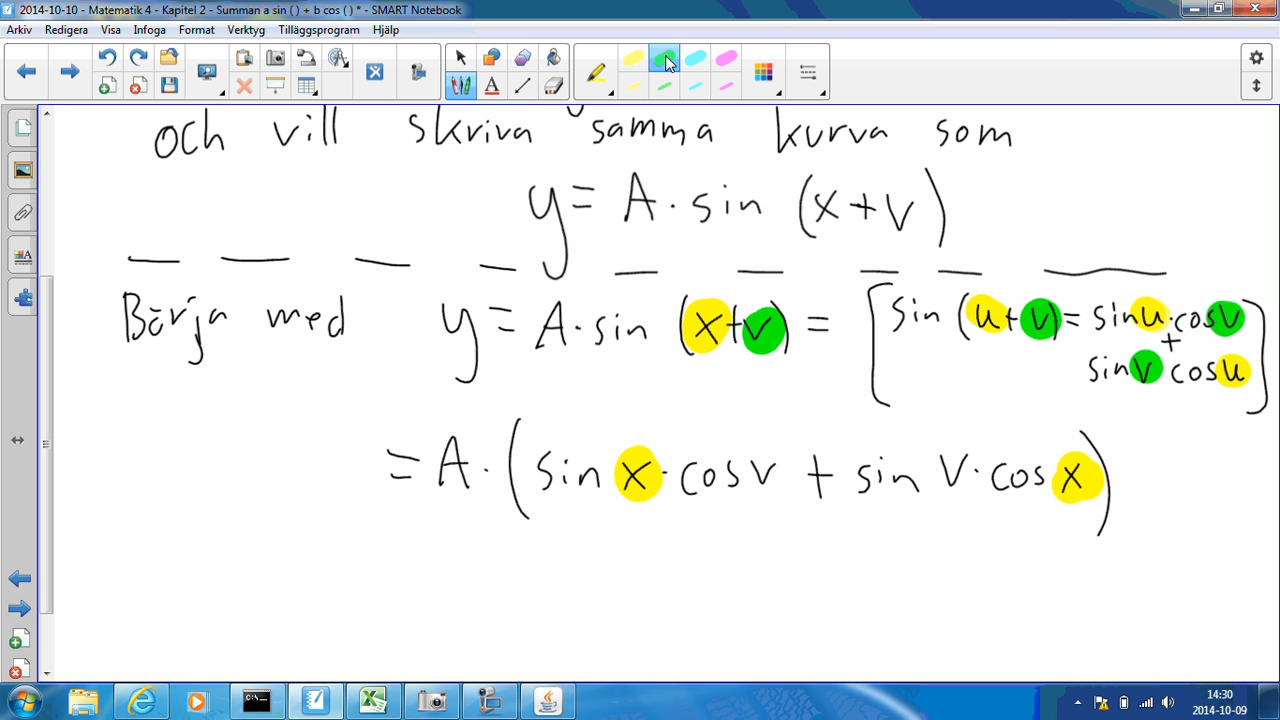 2014-10-10 - Matematik 4 - Kapitel 2 - Summan a sin ( ) + b cos ( ) * - SMART Notebook
Arkiv Redigera Visa Infoga Format Verktyg Tilläggsprogram Hjälp
och vill skriva samma kurva som
y = A · sin (x + v)
Börja med y = A · sin (x + v) = [ sin (u + v) = sin u · cos v
+
sin v cos u ]
= A · ( sin x · cos v + sin v · cos x )
14:30
2014-10-09